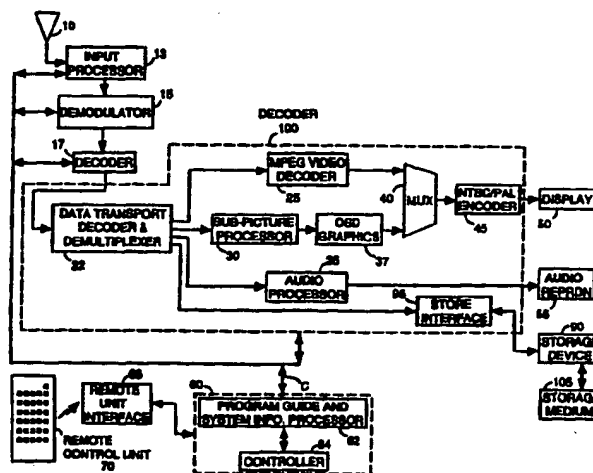 10
INPUT
PROCESSOR
13
DEMODULATOR
15
17
DECODER
DECODER
100
MPEG VIDEO
DECODER
25
40
MUX
NTSC/PAL
ENCODER
45
DISPLAY
50
DATA TRANSPORT
DECODER &
DEMULTIPLEXER
22
SUB-PICTURE
PROCESSOR
30
OSD
GRAPHICS
37
AUDIO
PROCESSOR
STORE
INTERFACE
95
AUDIO
REPRDN
55
90
STORAGE
DEVICE
105
STORAGE
MEDIUM
C
REMOTE
UNIT
INTERFACE
60
PROGRAM GUIDE AND
SYSTEM INFO. PROCESSOR
62
64
CONTROLLER
REMOTE
CONTROL UNIT
70